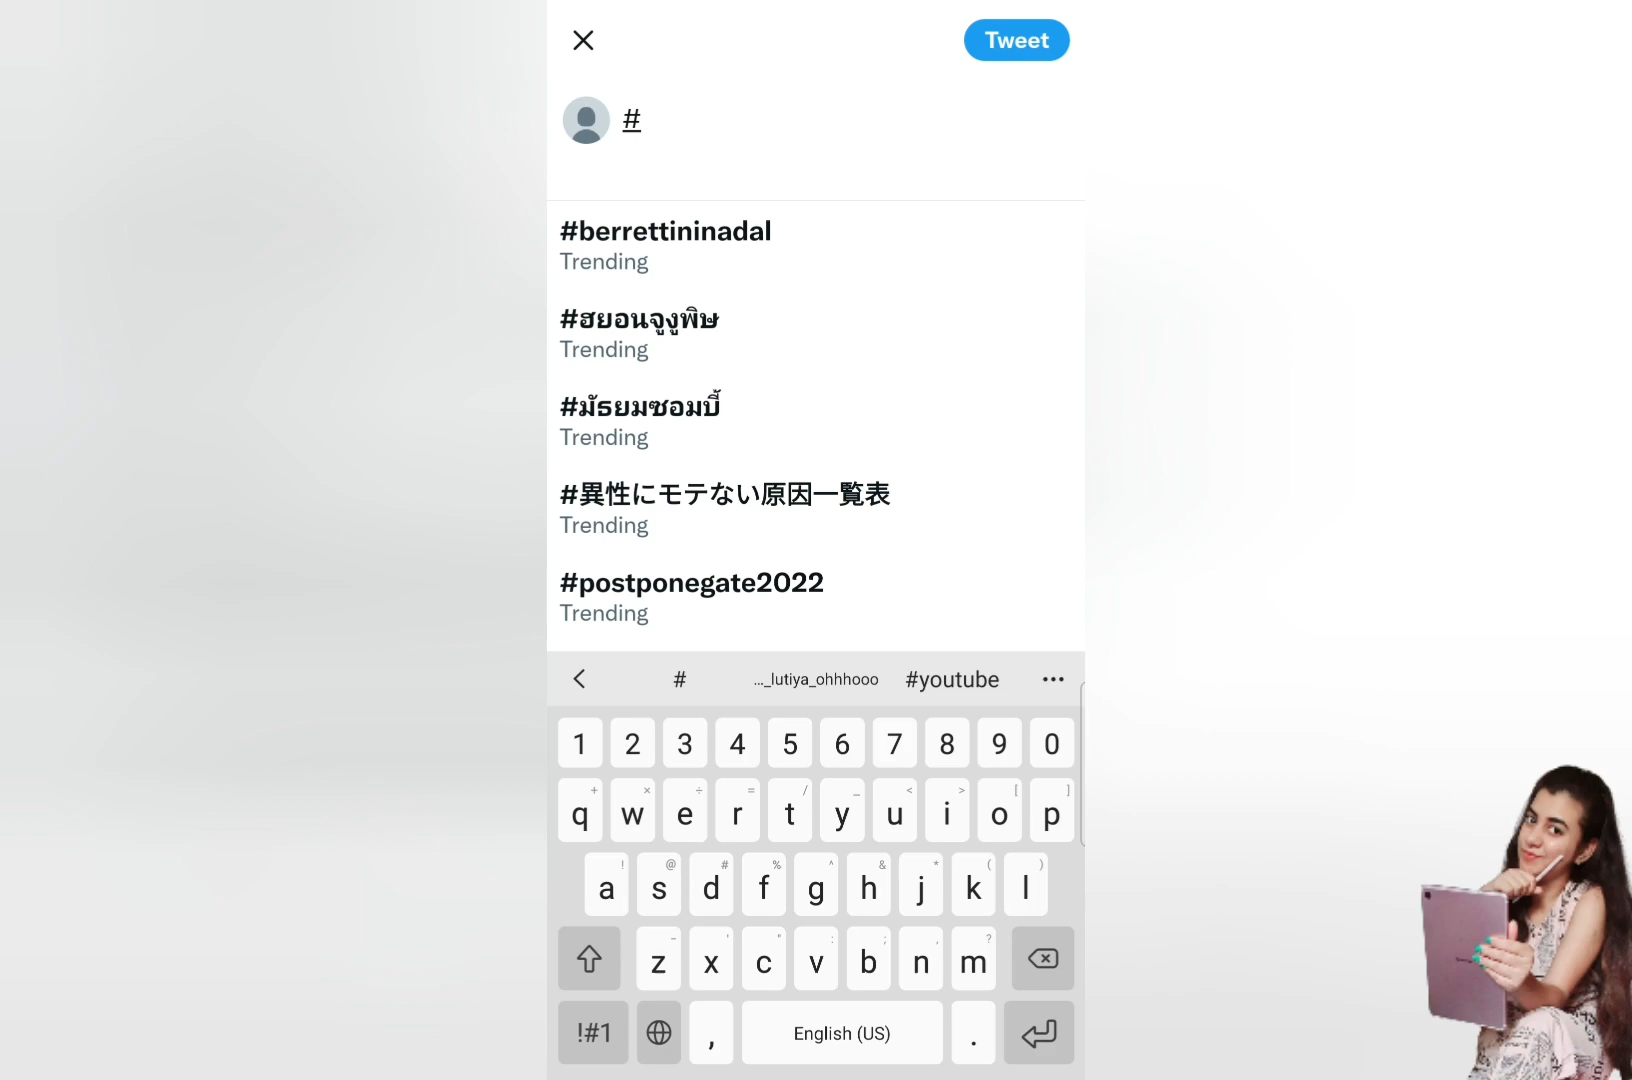 Tweet
#
#berrettininadal
Trending
#ฮยอนจูงูพิษ
Trending
#มัธยมซอมบี้
Trending
#異性にモテない原因一覧表
Trending
#postponegate2022
Trending
# ..._lutiya_ohhhooo #youtube ...
1 2 3 4 5 6 7 8 9 0
+ × ÷ = / _ < > [ ]
q w e r t y u i o p
! @ # % ^ & * ( )
a s d f g h j k l
- ' " : ; , ?
z x c v b n m
!#1 , English (US) .